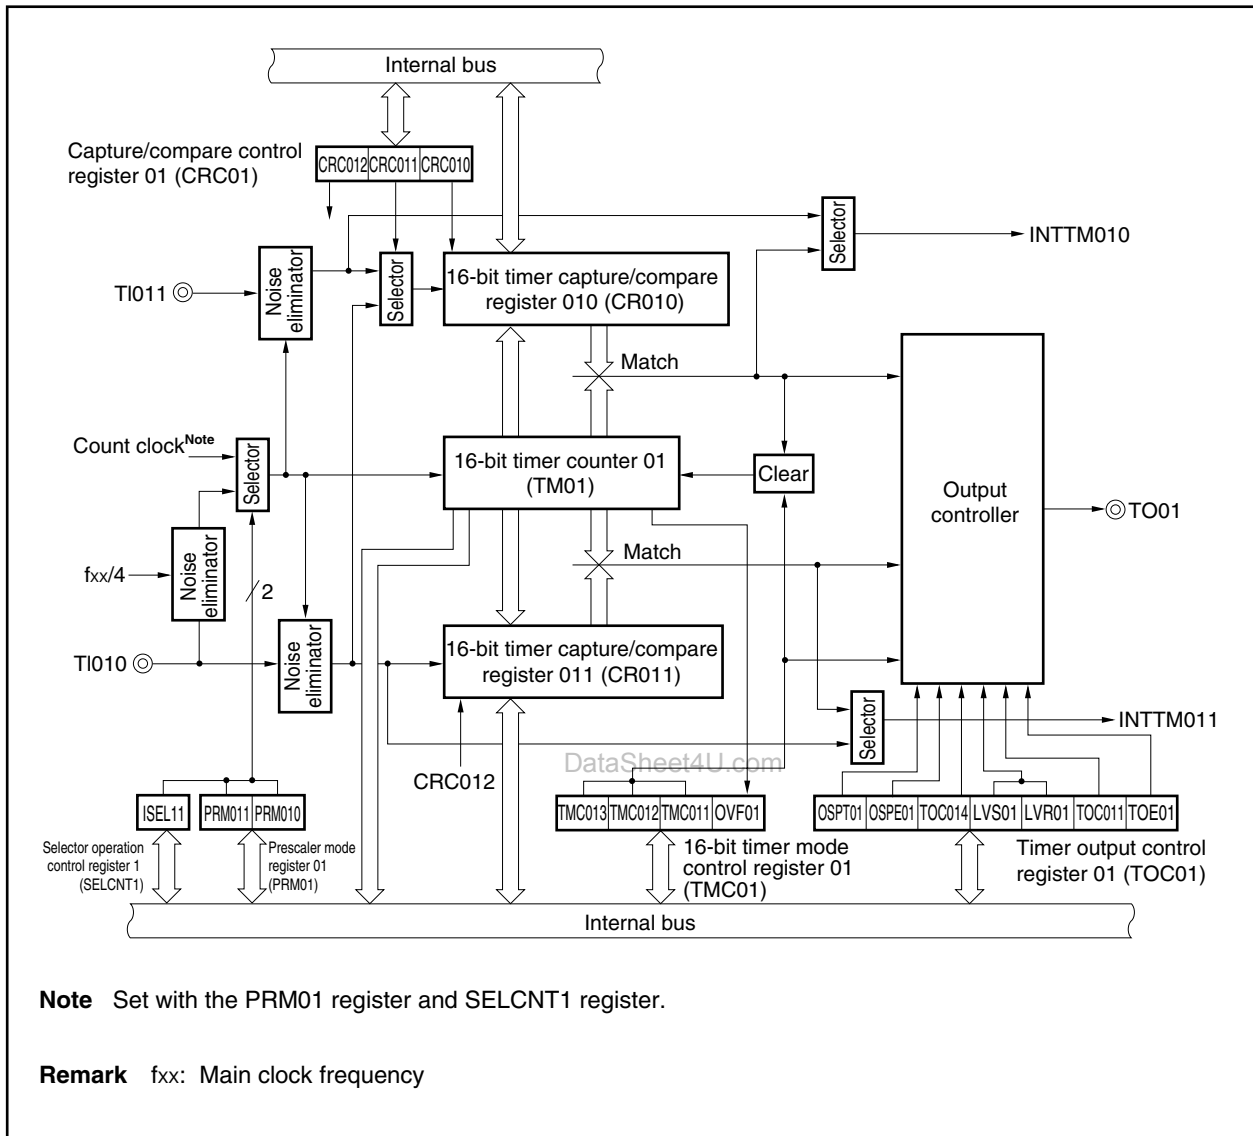 Internal bus
Capture/compare control
register 01 (CRC01)
CRC012 CRC011 CRC010
Selector
INTTM010
TI011
Noise
eliminator
Selector
16-bit timer capture/compare
register 010 (CR010)
Match
Count clock Note
Selector
16-bit timer counter 01
(TM01)
Clear
Output
controller
TO01
fxx/4
Noise
eliminator
2
Match
TI010
Noise
eliminator
16-bit timer capture/compare
register 011 (CR011)
Selector
INTTM011
DataSheet4U.com
CRC012
ISEL11
PRM011 PRM010
TMC013 TMC012 TMC011 OVF01
OSPT01 OSPE01 TOC014 LVS01 LVR01 TOC011 TOE01
Selector operation
control register 1
(SELCNT1)
Prescaler mode
register 01
(PRM01)
16-bit timer mode
control register 01
(TMC01)
Timer output control
register 01 (TOC01)
Internal bus
Note Set with the PRM01 register and SELCNT1 register.
Remark fxx: Main clock frequency